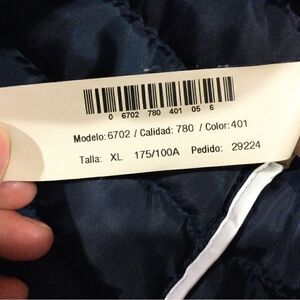 0 6702 780 401 05 6
Modelo: 6702 / Calidad: 780 / Color: 401
Talla: XL 175/100A Pedido: 29224